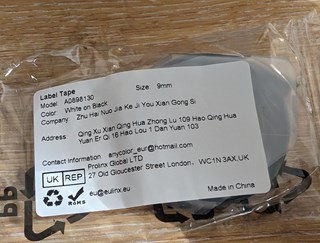 Label Tape Size: 9mm
Model: A0898130
Color: White on Black
Company Zhu Hai Nuo Jia Ke Ji You Xian Gong Si
Address: Qing Xu Xian Qing Hua Zhong Lu 109 Hao Qing Hua
Yuan Er Qi 16 Hao Lou 1 Dan Yuan 103
Contact information anycolor_eur@hotmail.com
UK REP Prolinx Global LTD
27 Old Gloucester Street London, WC1N 3AX,UK
eu@eulinx.eu
RoHS
Made in China